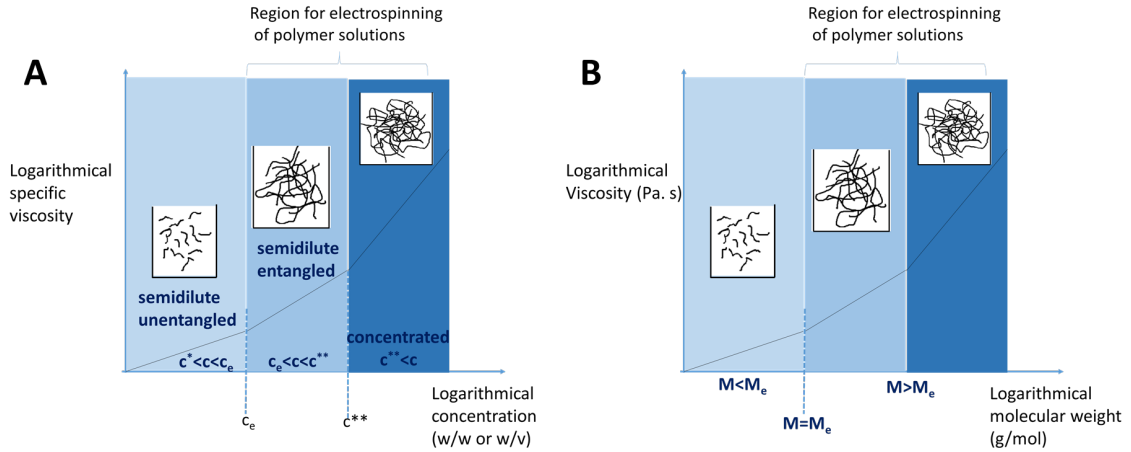 Region for electrospinning
of polymer solutions
A
Logarithmical
specific
viscosity
semidilute
unentangled
c*<c<cₑ
semidilute
entangled
cₑ<c<c**
concentrated
c**<c
cₑ
c**
Logarithmical
concentration
(w/w or w/v)
Region for electrospinning
of polymer solutions
B
Logarithmical
Viscosity (Pa. s)
M<Mₑ
M=Mₑ
M>Mₑ
Logarithmical
molecular weight
(g/mol)